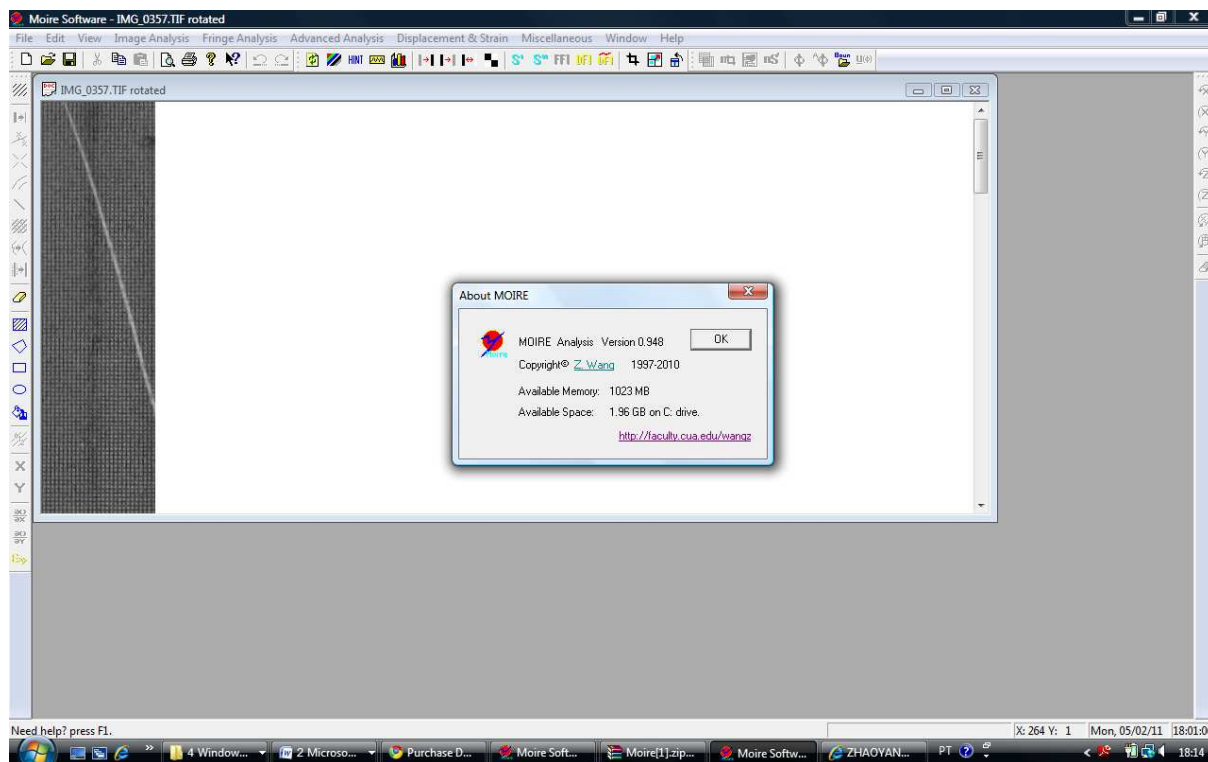 Moire Software - IMG_0357.TIF rotated
File Edit View Image Analysis Fringe Analysis Advanced Analysis Displacement & Strain Miscellaneous Window Help
HINT S* FFI
IMG_0357.TIF rotated
About MOIRE
MOIRE Analysis Version 0.948
OK
Moire
Copyright© Z. Wang 1997-2010
Available Memory: 1023 MB
Available Space: 1.96 GB on C: drive.
http://faculty.cua.edu/wangz
X
Y
Need help? press F1.
X: 264 Y: 1 Mon, 05/02/11 18:01:0
4 Window... 2 Microso... Purchase D... Moire Soft... Moire[1].zip... Moire Softw... ZHAOYAN... PT 18:14